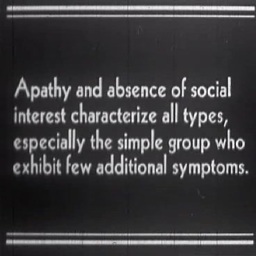 Apathy and absence of social
interest characterize all types,
especially the simple group who
exhibit few additional symptoms.